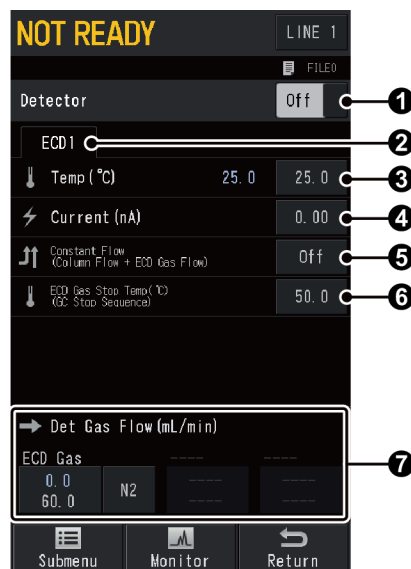 NOT READY LINE 1
FILE0
Detector Off 1
ECD1 2
Temp(℃) 25.0 25.0 3
Current(nA) 0.00 4
Constant Flow
(Column Flow + ECD Gas Flow) Off 5
ECD Gas Stop Temp(℃)
(GC Stop Sequence) 50.0 6
Det Gas Flow(mL/min)
ECD Gas ---- ----
0.0 ---- ----
60.0 N2 ---- ----
7
Submenu Monitor Return